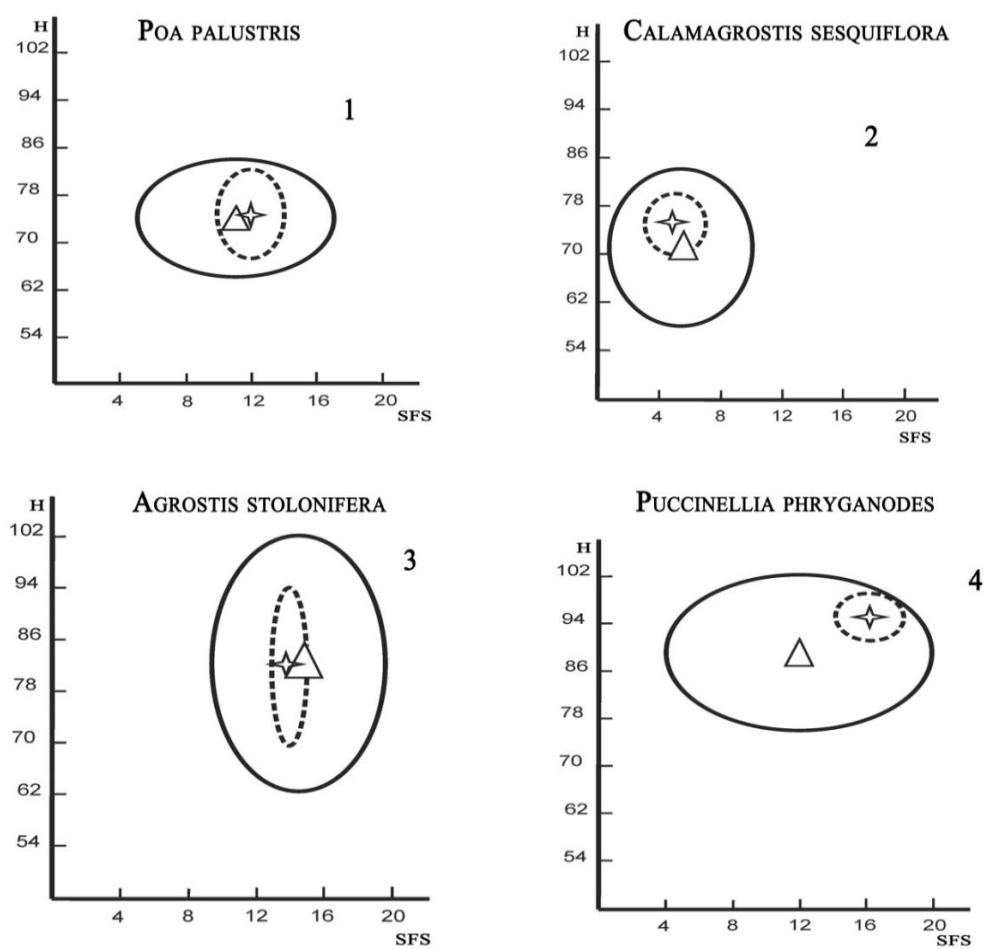 H
POA PALUSTRIS
102
94
1
86
78
70
62
54
4 8 12 16 20
SFS
H
CALAMAGROSTIS SESQUIFLORA
102
94
2
86
78
70
62
54
4 8 12 16 20
SFS
H
AGROSTIS STOLONIFERA
102
3
94
86
78
70
62
54
4 8 12 16 20
SFS
PUCCINELLIA PHRYGANODES
H
102
4
94
86
78
70
62
54
4 8 12 16 20
SFS